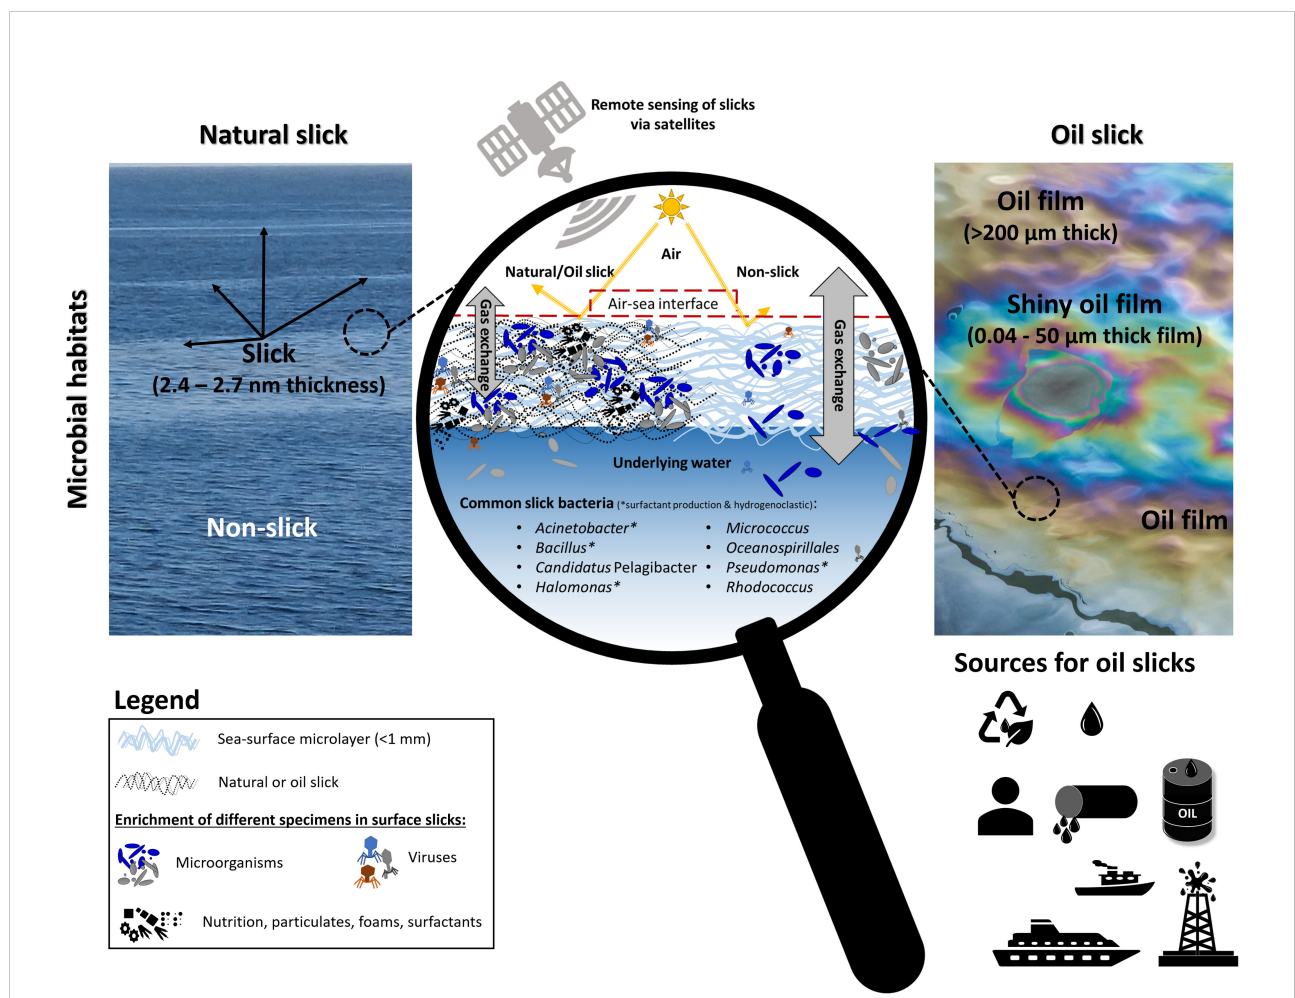 Remote sensing of slicks
via satellites
Natural slick
Oil slick
Microbial habitats
Slick
(2.4 – 2.7 nm thickness)
Non-slick
Air
Natural/Oil slick
Non-slick
Air-sea interface
Gas exchange
Gas exchange
Underlying water
Common slick bacteria (*surfactant production & hydrogenoclastic):
• Acinetobacter*
• Bacillus*
• Candidatus Pelagibacter
• Halomonas*
• Micrococcus
• Oceanospirillales
• Pseudomonas*
• Rhodococcus
Oil film
(>200 µm thick)
Shiny oil film
(0.04 - 50 µm thick film)
Oil film
Sources for oil slicks
OIL
Legend
Sea-surface microlayer (<1 mm)
Natural or oil slick
Enrichment of different specimens in surface slicks:
Microorganisms
Viruses
Nutrition, particulates, foams, surfactants